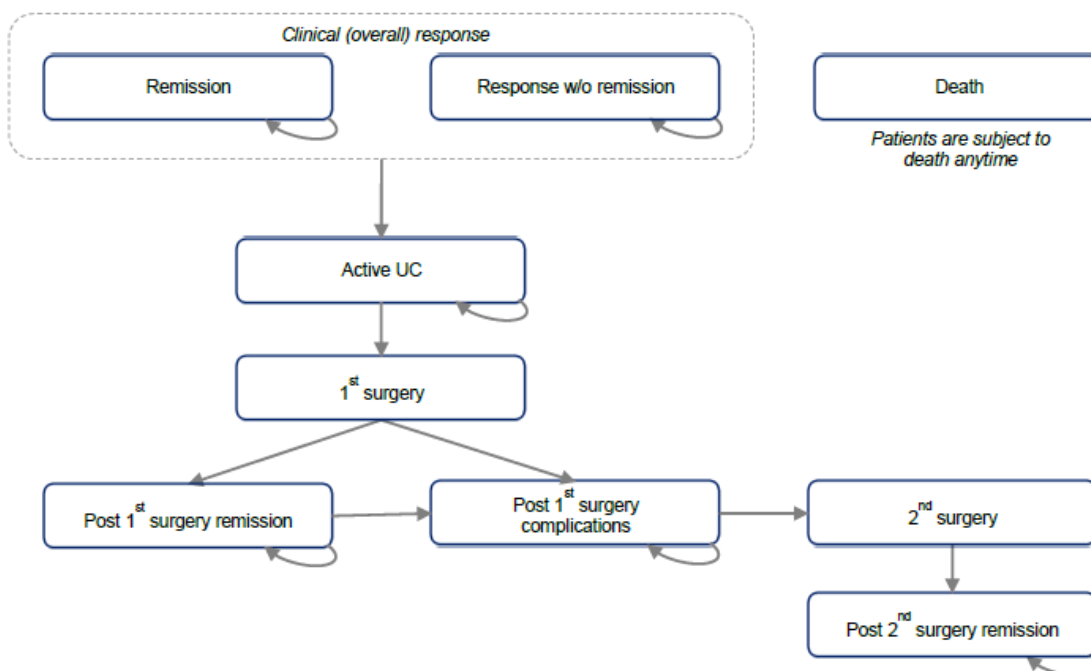 Clinical (overall) response
Remission
Response w/o remission
Death
Patients are subject to
death anytime
Active UC
1st surgery
Post 1st surgery remission
Post 1st surgery
complications
2nd surgery
Post 2nd surgery remission